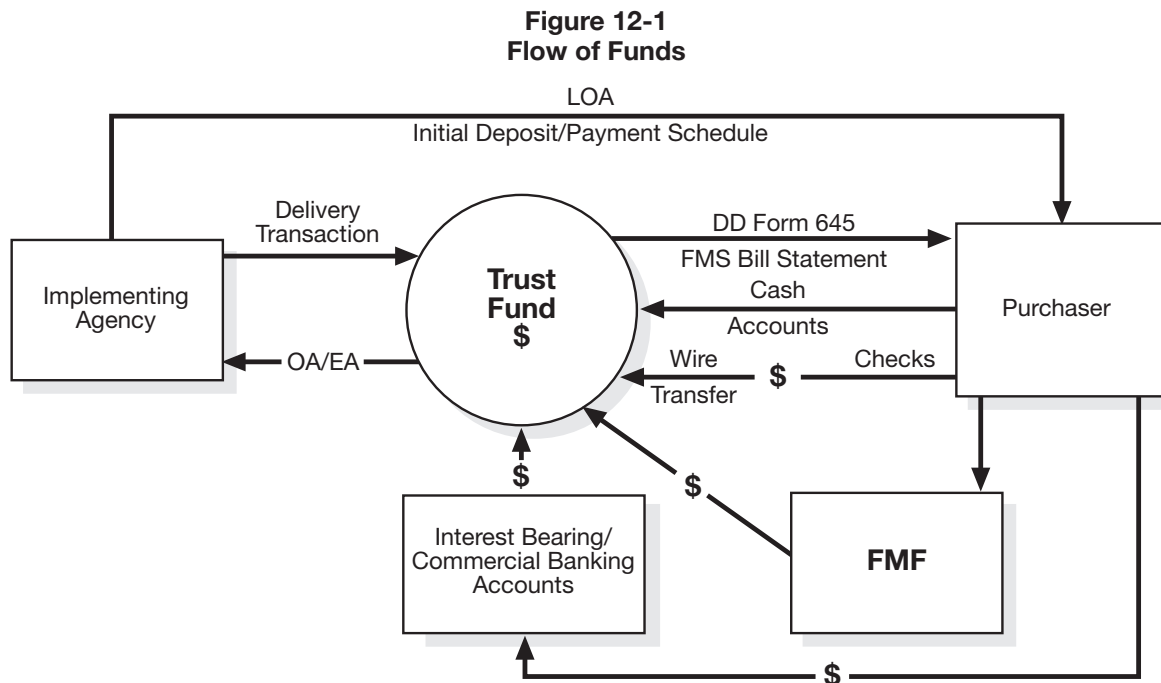 Figure 12-1
Flow of Funds
LOA
Initial Deposit/Payment Schedule
Delivery
Transaction
DD Form 645
FMS Bill Statement
Implementing
Agency
Trust
Fund
$
Cash
Accounts
Purchaser
OA/EA
Wire
Transfer
$
Checks
$
$
Interest Bearing/
Commercial Banking
Accounts
FMF
$